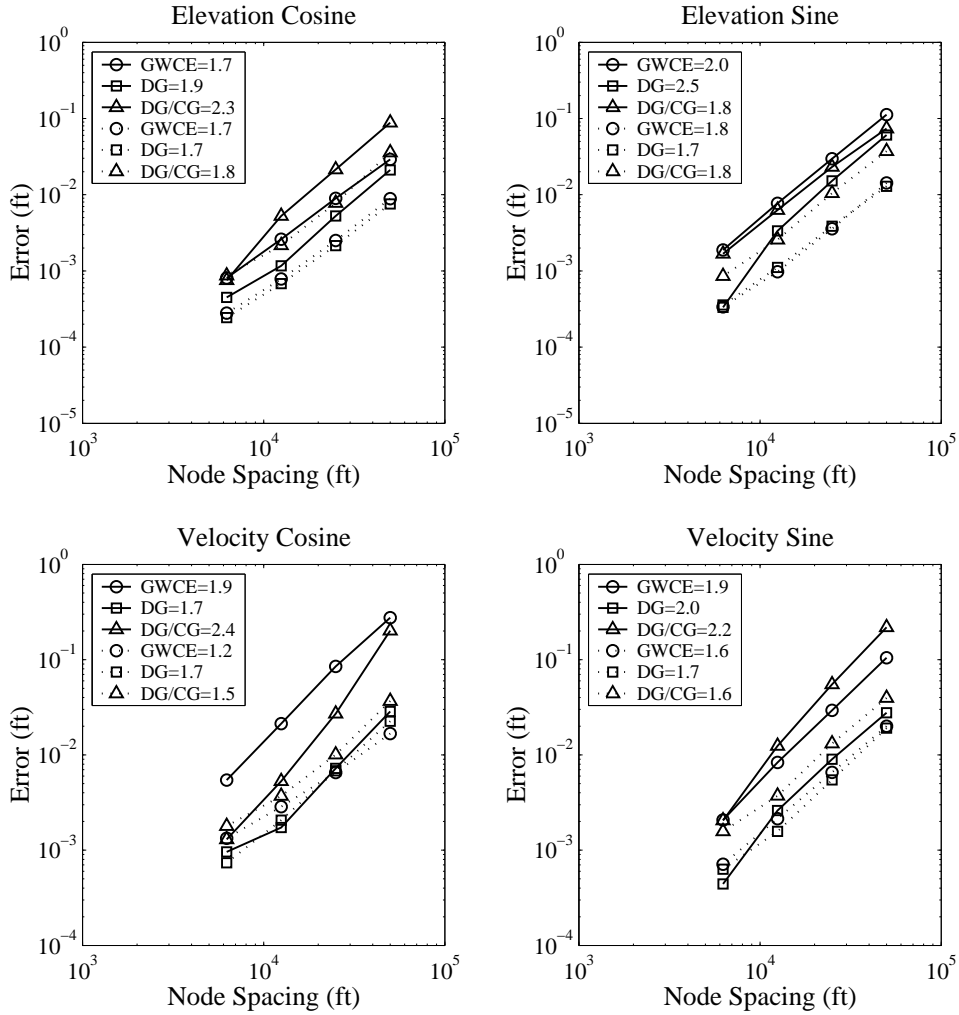 Elevation Cosine
10^0
10^-1
10^-2
10^-3
10^-4
10^-5
Error (ft)
GWCE=1.7
DG=1.9
DG/CG=2.3
GWCE=1.7
DG=1.7
DG/CG=1.8
10^3
10^4
10^5
Node Spacing (ft)
Elevation Sine
10^0
10^-1
10^-2
10^-3
10^-4
10^-5
Error (ft)
GWCE=2.0
DG=2.5
DG/CG=1.8
GWCE=1.8
DG=1.7
DG/CG=1.8
10^3
10^4
10^5
Node Spacing (ft)
Velocity Cosine
10^0
10^-1
10^-2
10^-3
10^-4
Error (ft)
GWCE=1.9
DG=1.7
DG/CG=2.4
GWCE=1.2
DG=1.7
DG/CG=1.5
10^3
10^4
10^5
Node Spacing (ft)
Velocity Sine
10^0
10^-1
10^-2
10^-3
10^-4
Error (ft)
GWCE=1.9
DG=2.0
DG/CG=2.2
GWCE=1.6
DG=1.7
DG/CG=1.6
10^3
10^4
10^5
Node Spacing (ft)